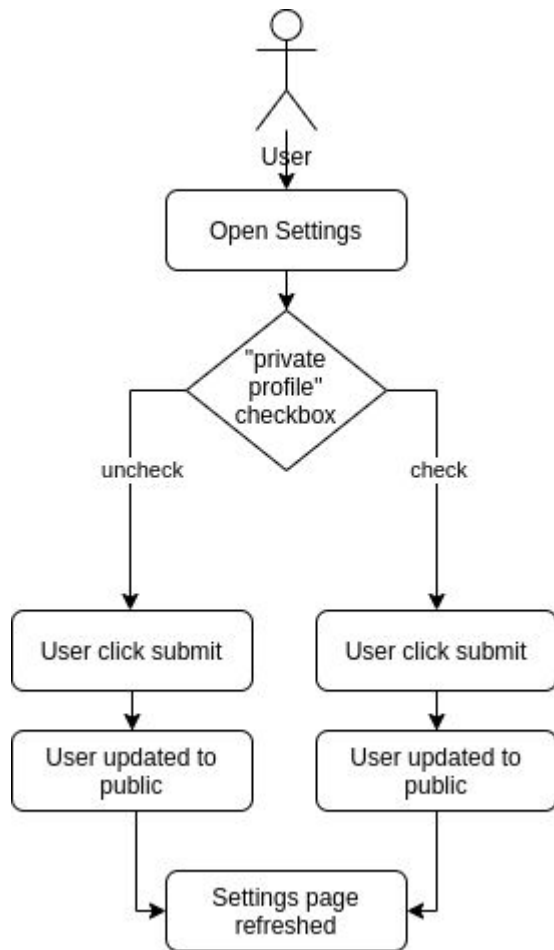 User
Open Settings
"private
profile"
checkbox
uncheck
check
User click submit
User click submit
User updated to
public
User updated to
public
Settings page
refreshed